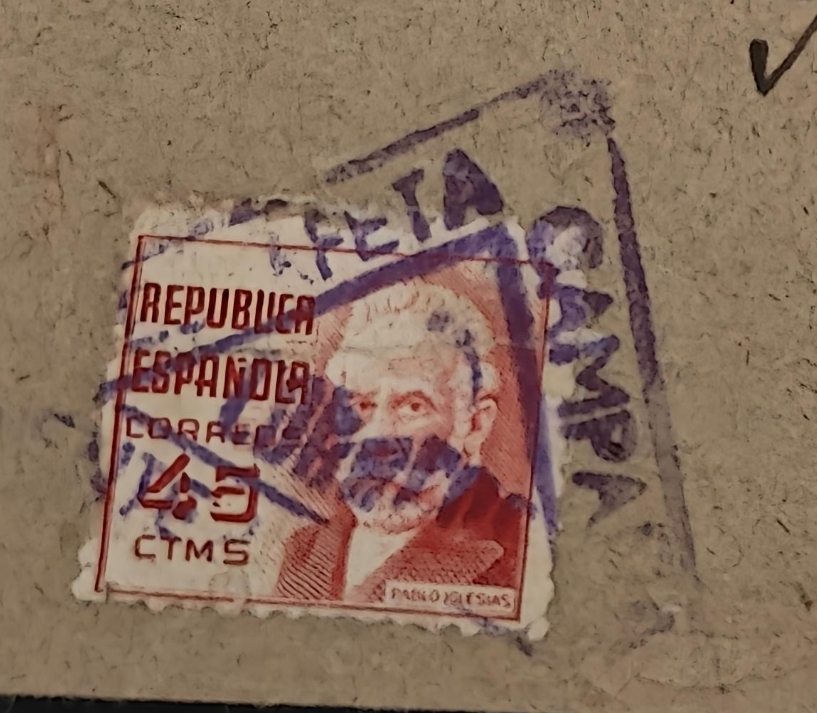 FETA
CAMPA
REPUBLICA
ESPAÑOLA
CORREOS
45
CTMS
PABLO IGLESIAS